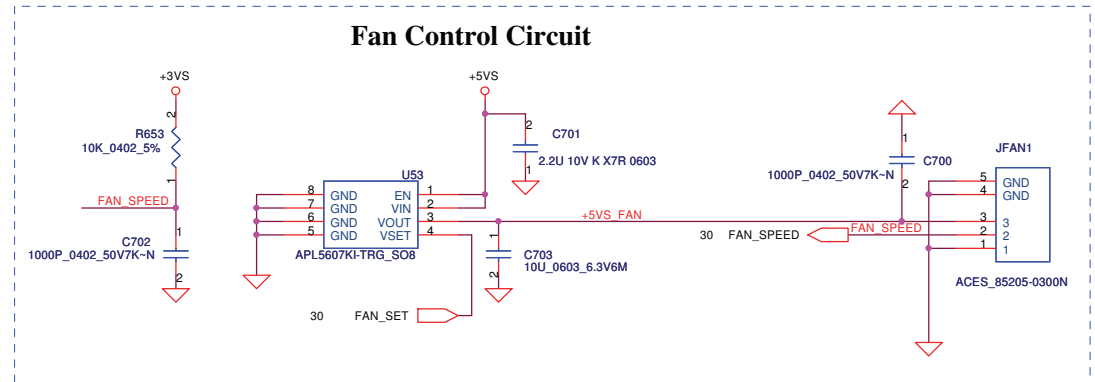 Fan Control Circuit
+3VS
+5VS
2
R653
10K_0402_5%
1
FAN_SPEED
C702
1
1000P_0402_50V7K~N
2
2
C701
2.2U 10V K X7R 0603
1
U53
8 GND EN 1
7 GND VIN 2
6 GND VOUT 3
5 GND VSET 4
APL5607KI-TRG_SO8
+5VS_FAN
1
C703
10U_0603_6.3V6M
2
30 FAN_SET
1
C700
1000P_0402_50V7K~N
2
30 FAN_SPEED
FAN_SPEED
JFAN1
5 GND
4 GND
3 3
2 2
1 1
ACES_85205-0300N